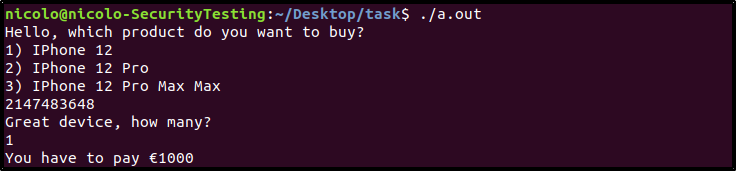 nicolo@nicolo-SecurityTesting:~/Desktop/task$ ./a.out
Hello, which product do you want to buy?
1) IPhone 12
2) IPhone 12 Pro
3) IPhone 12 Pro Max Max
2147483648
Great device, how many?
1
You have to pay €1000